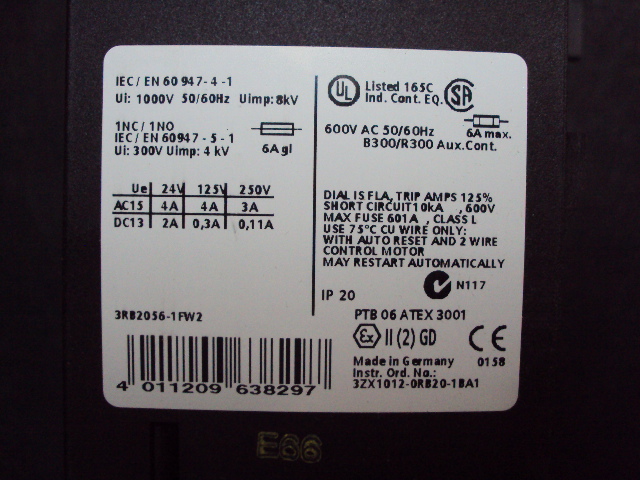 IEC/ EN 60 947- 4 -1
Ui: 1000V 50/60Hz Uimp: 8kV
1NC / 1NO
IEC/ EN 60947 - 5 - 1
Ui: 300V Uimp: 4 kV
6A gl
Ue 24V 125V 250V
AC15 4A 4A 3A
DC13 2A 0,3A 0,11A
3RB2056-1FW2
4 011209 638297
UL Listed 165C SA
Ind. Cont. EQ.
600V AC 50/60Hz 6A max.
B300/R300 Aux.Cont.
DIAL IS FLA, TRIP AMPS 125%
SHORT CIRCUIT 10kA , 600V
MAX FUSE 601A , CLASS L
USE 75°C CU WIRE ONLY:
WITH AUTO RESET AND 2 WIRE
CONTROL MOTOR
MAY RESTART AUTOMATICALLY
N117
IP 20
PTB 06 ATEX 3001
Ex II (2) GD CE
Made in Germany 0158
Instr. Ord. No.:
3ZX1012-0RB20-1BA1
E06